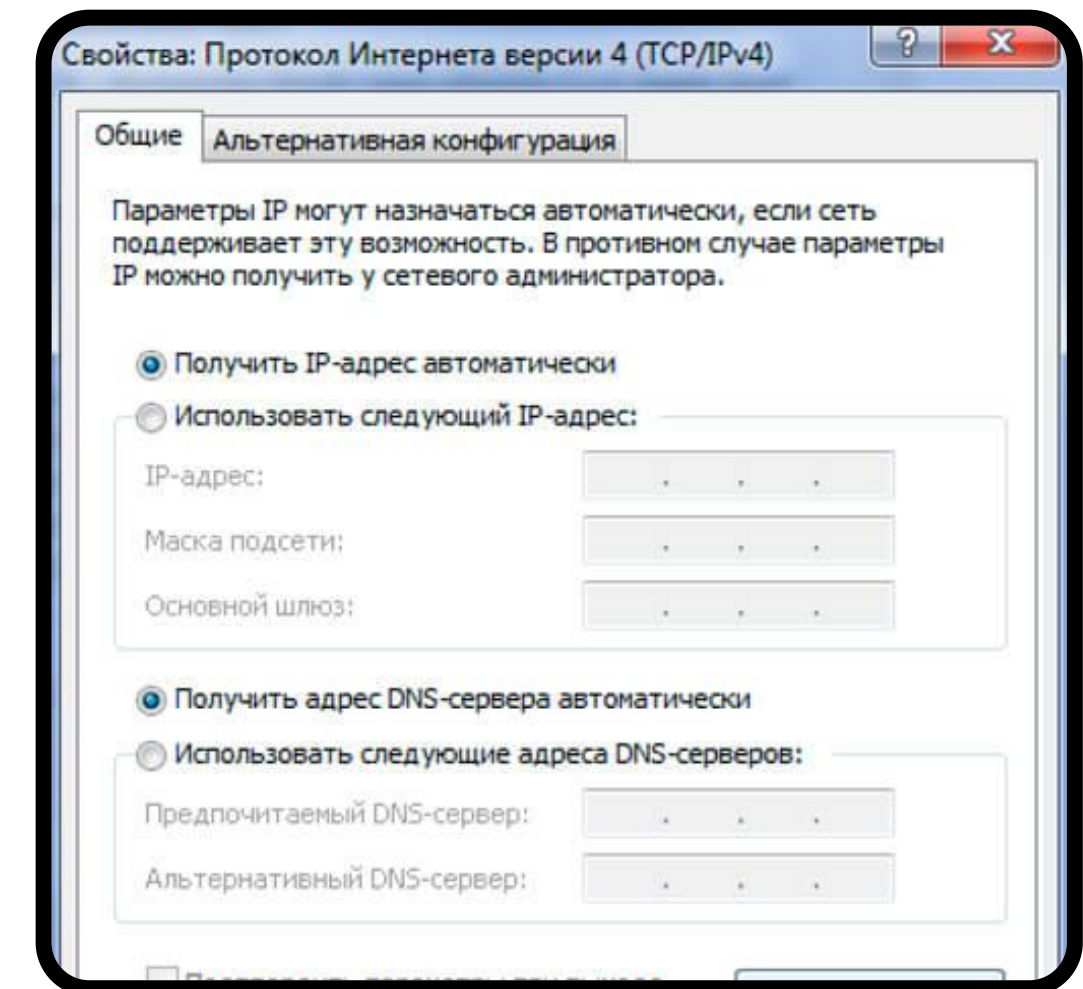 Свойства: Протокол Интернета версии 4 (TCP/IPv4)
?
Общие
Альтернативная конфигурация
Параметры IP могут назначаться автоматически, если сеть
поддерживает эту возможность. В противном случае параметры
IP можно получить у сетевого администратора.
Получить IP-адрес автоматически
Использовать следующий IP-адрес:
IP-адрес:
Маска подсети:
Основной шлюз:
Получить адрес DNS-сервера автоматически
Использовать следующие адреса DNS-серверов:
Предпочитаемый DNS-сервер:
Альтернативный DNS-сервер: